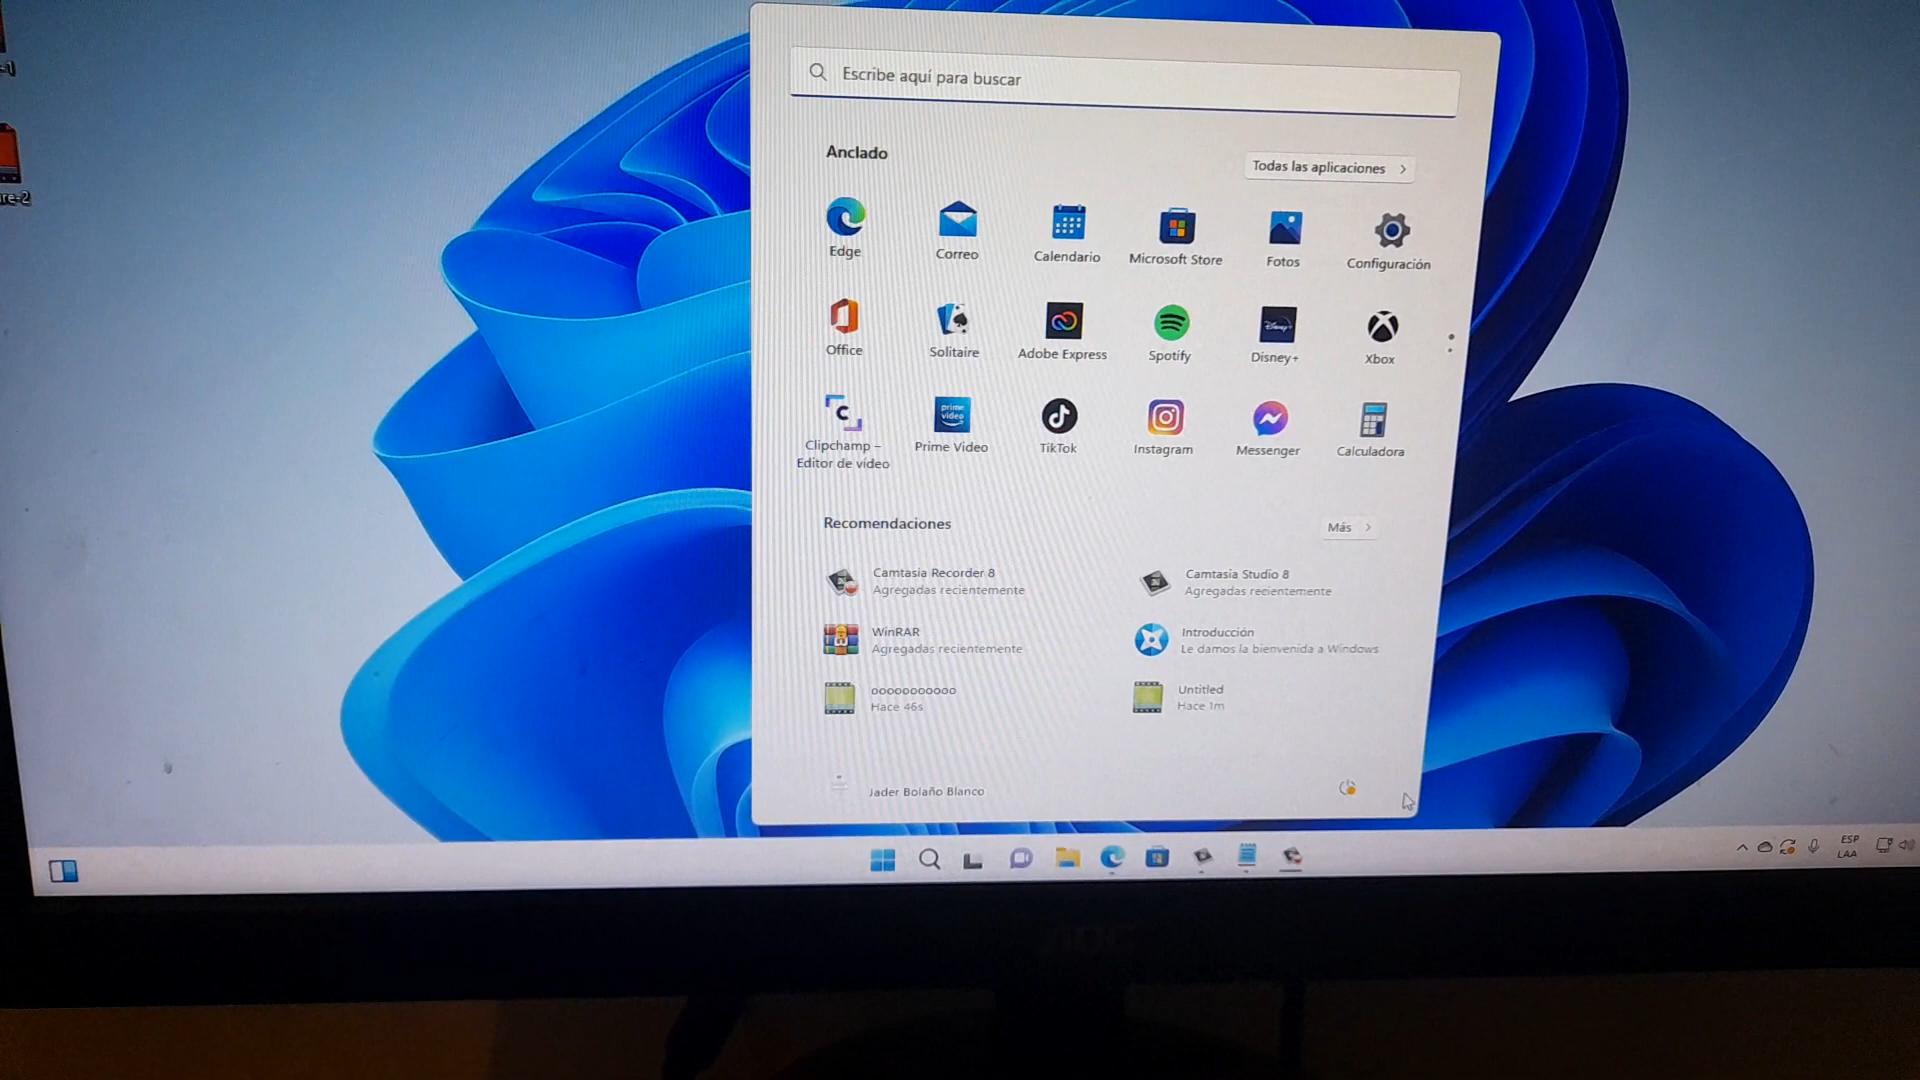 Escribe aquí para buscar
Anclado
Todas las aplicaciones
Edge
Correo
Calendario
Microsoft Store
Fotos
Configuración
Office
Solitaire
Adobe Express
Spotify
Disney+
Xbox
prime
video
Clipchamp –
Editor de vídeo
Prime Video
TikTok
Instagram
Messenger
Calculadora
Recomendaciones
Más
Camtasia Recorder 8
Agregadas recientemente
Camtasia Studio 8
Agregadas recientemente
WinRAR
Agregadas recientemente
Introducción
Le damos la bienvenida a Windows
ooooooooooo
Hace 46s
Untitled
Hace 1m
Jader Bolaño Blanco
ESP
LAA